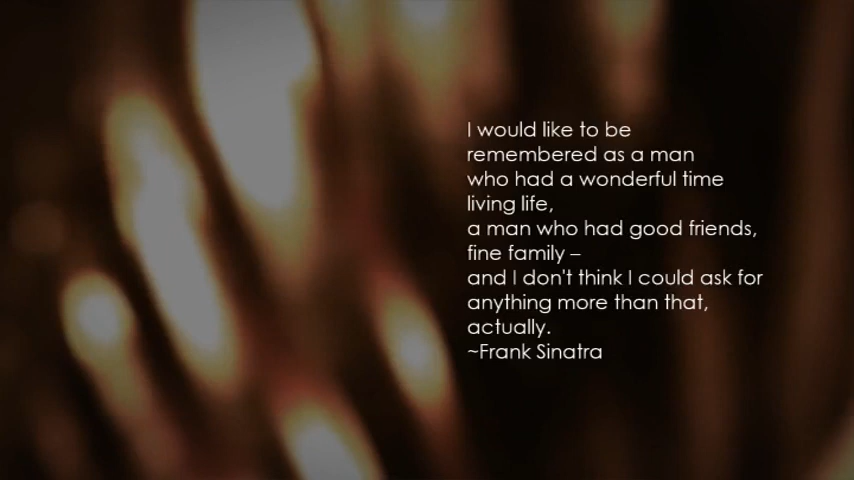 I would like to be
remembered as a man
who had a wonderful time
living life,
a man who had good friends,
fine family –
and I don't think I could ask for
anything more than that,
actually.
~Frank Sinatra